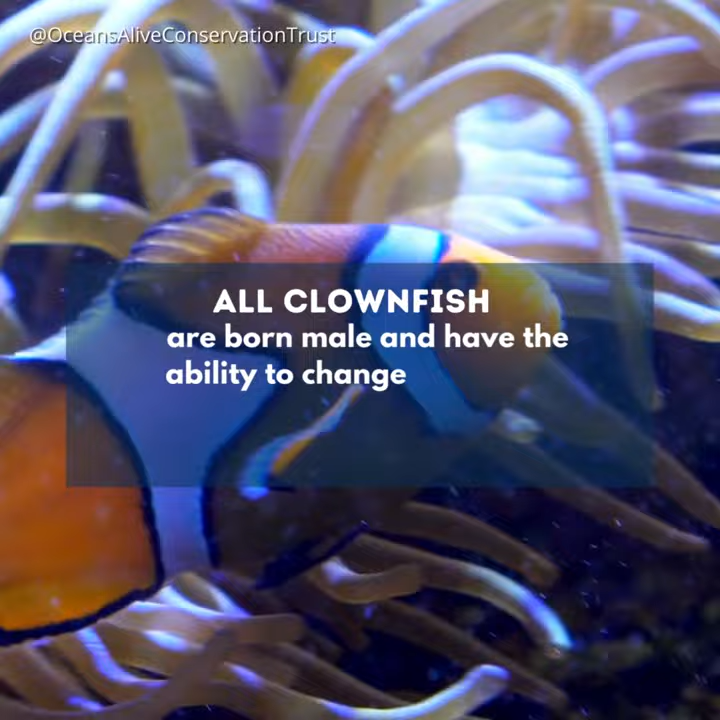 @OceansAliveConservationTrust
ALL CLOWNFISH
are born male and have the
ability to change